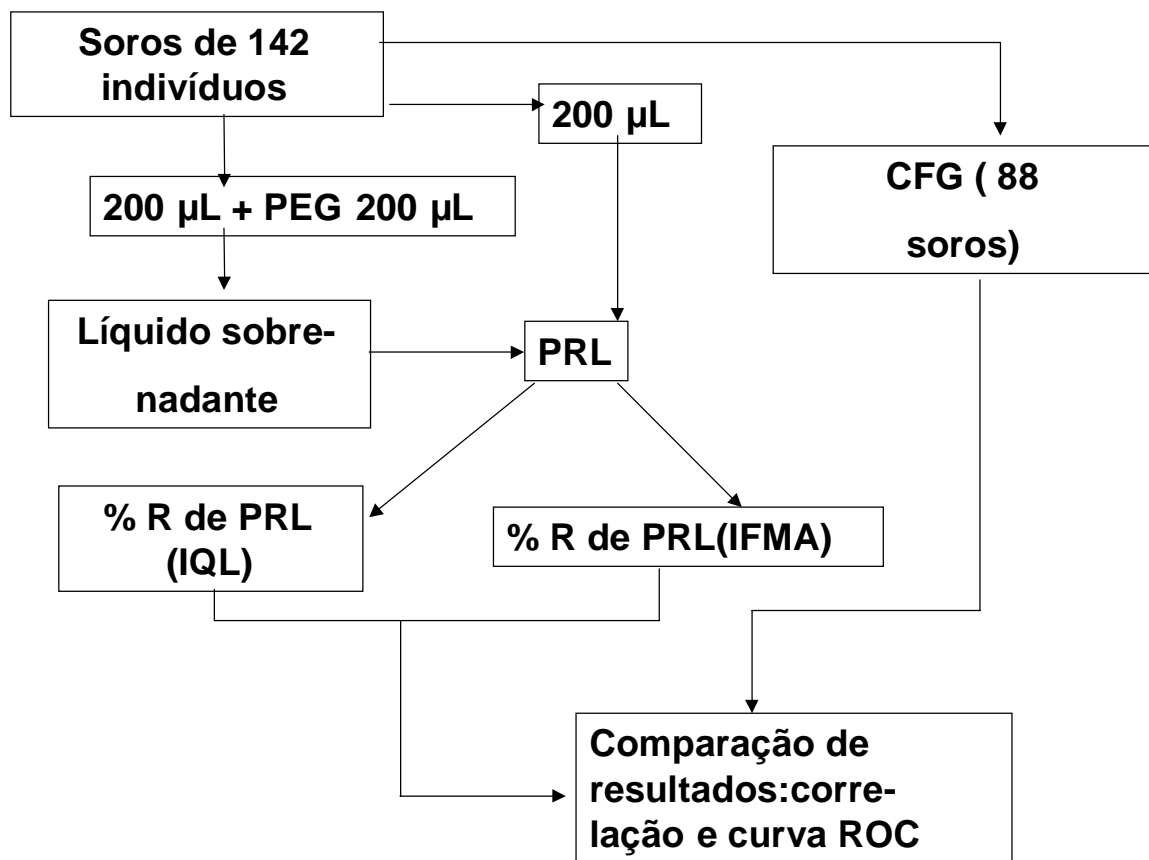 Soros de 142
indivíduos
200 µL
CFG ( 88
soros)
200 µL + PEG 200 µL
Líquido sobre-
nadante
PRL
% R de PRL
(IQL)
% R de PRL(IFMA)
Comparação de
resultados:corre-
lação e curva ROC